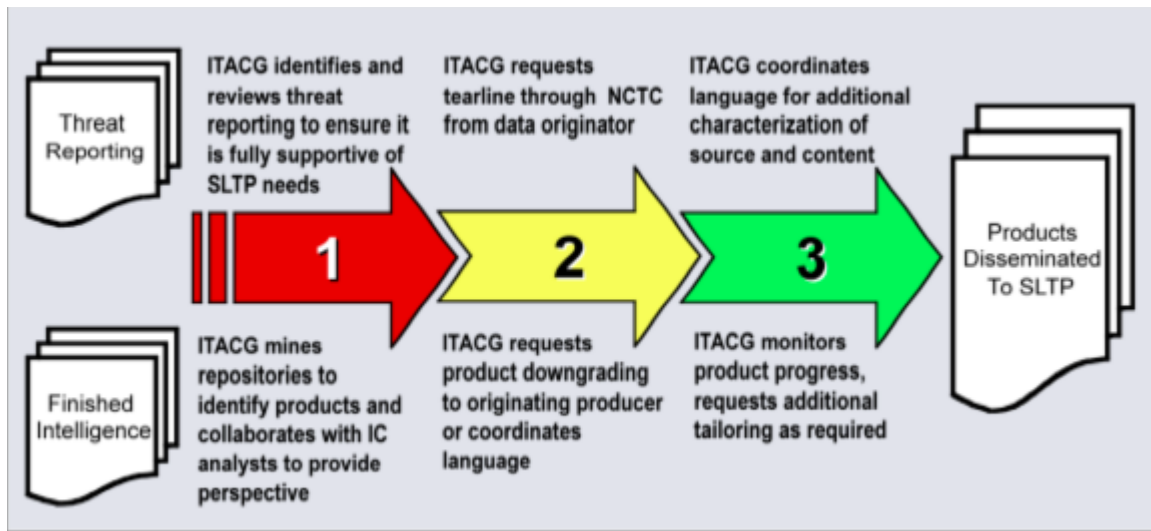 Threat
Reporting
ITACG identifies and
reviews threat
reporting to ensure it
is fully supportive of
SLTP needs
ITACG requests
tearline through NCTC
from data originator
ITACG coordinates
language for additional
characterization of
source and content
1
2
3
Products
Disseminated
To SLTP
Finished
Intelligence
ITACG mines
repositories to
identify products and
collaborates with IC
analysts to provide
perspective
ITACG requests
product downgrading
to originating producer
or coordinates
language
ITACG monitors
product progress,
requests additional
tailoring as required